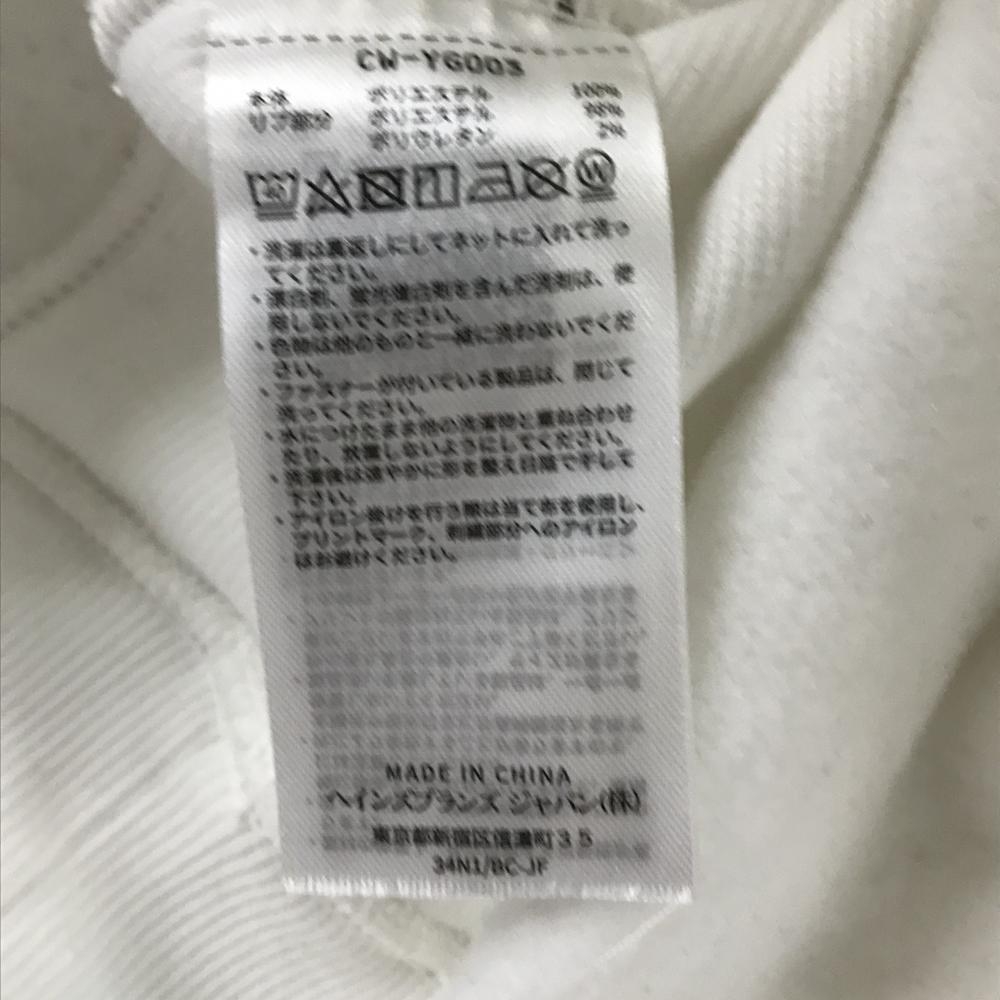 CW-Y6003
本体 ポリエステル 100%
リブ部分 ポリエステル 98%
ポリウレタン 2%
・洗濯は裏返しにしてネットに入れて洗っ
てください。
・漂白剤、蛍光増白剤を含んだ洗剤は、使
用しないでください。
・色物は他のものと一緒に洗わないでくだ
さい。
・ファスナーが付いている製品は、閉じて
洗ってください。
・水につけたまま他の洗濯物と重ね合わせ
たり、放置しないようにしてください。
・洗濯後は速やかに形を整え日陰で干して
下さい。
・アイロン掛けを行う際は当て布を使用し、
プリントマーク、刺繍部分へのアイロン
はお避けください。
MADE IN CHINA
ヘインズブランズ ジャパン(株)
東京都新宿区信濃町35
34N1/BC-JF